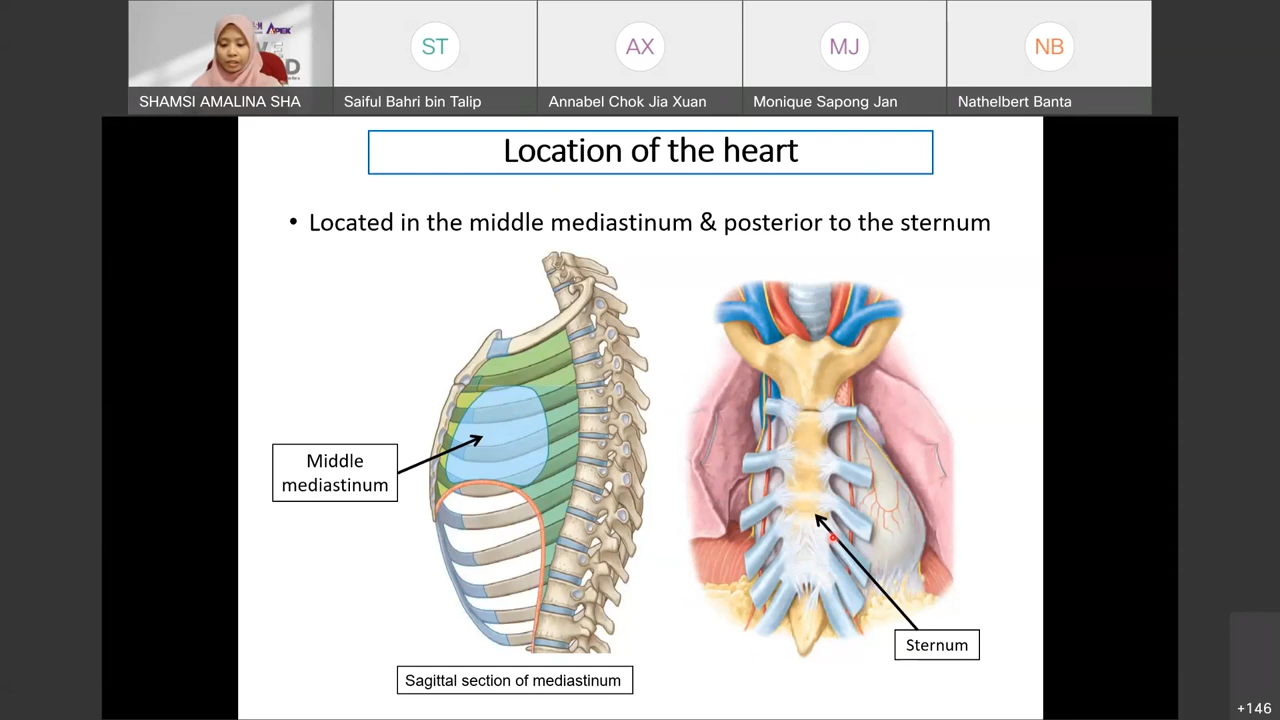 APEK
ST
AX
MJ
NB
SHAMSI AMALINA SHA
Saiful Bahri bin Talip
Annabel Chok Jia Xuan
Monique Sapong Jan
Nathelbert Banta
Location of the heart
• Located in the middle mediastinum & posterior to the sternum
Middle
mediastinum
Sternum
Sagittal section of mediastinum
+146